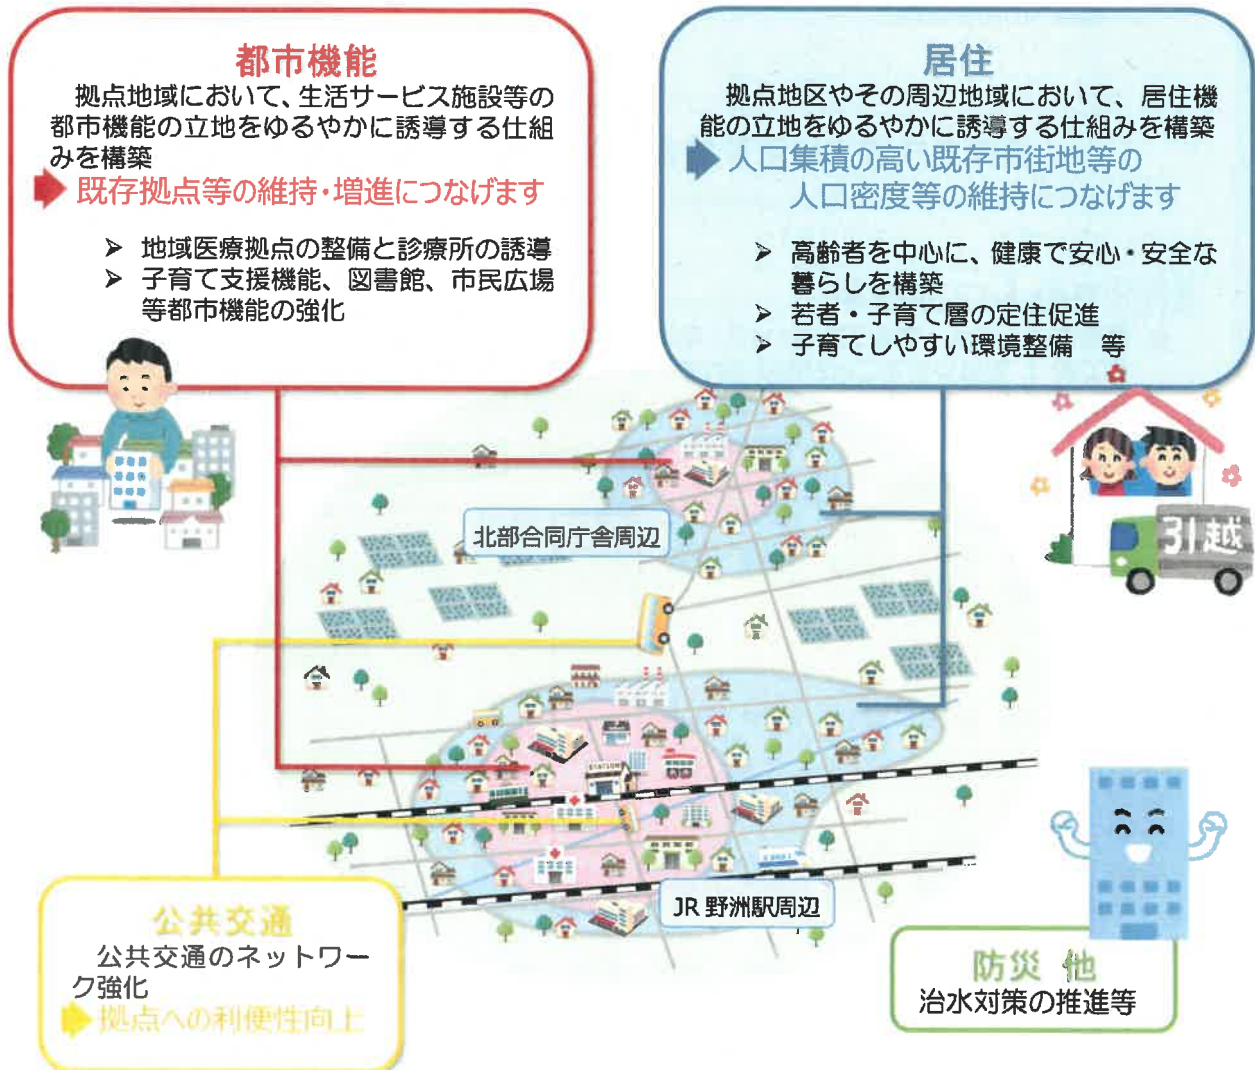 都市機能
拠点地域において、生活サービス施設等の
都市機能の立地をゆるやかに誘導する仕組
みを構築
既存拠点等の維持・増進につなげます
➢ 地域医療拠点の整備と診療所の誘導
➢ 子育て支援機能、図書館、市民広場
等都市機能の強化
居住
拠点地区やその周辺地域において、居住機
能の立地をゆるやかに誘導する仕組みを構築
人口集積の高い既存市街地等の
人口密度等の維持につなげます
➢ 高齢者を中心に、健康で安心・安全な
暮らしを構築
➢ 若者・子育て層の定住促進
➢ 子育てしやすい環境整備　等
引越
北部合同庁舎周辺
STATION
JR 野洲駅周辺
公共交通
公共交通のネットワー
ク強化
拠点への利便性向上
防災 他
治水対策の推進等